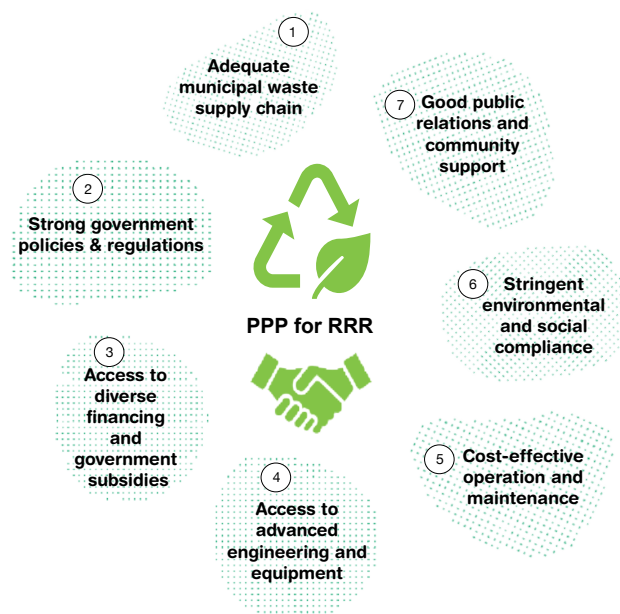 1
Adequate
municipal waste
supply chain
2
Strong government
policies & regulations
3
Access to
diverse
financing
and
government
subsidies
4
Access to
advanced
engineering and
equipment
5
Cost-effective
operation and
maintenance
6
Stringent
environmental
and social
compliance
7
Good public
relations and
community
support
PPP for RRR